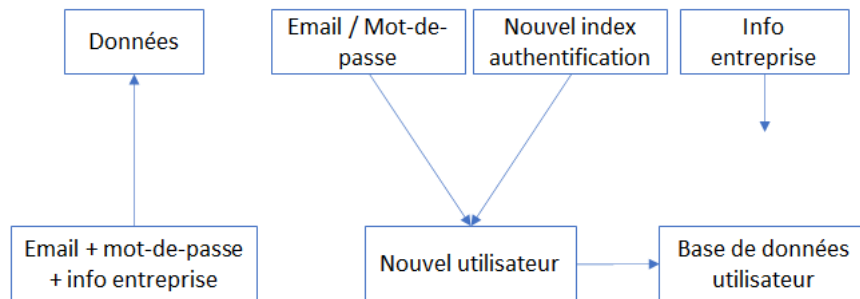 Données
Email / Mot-de-
passe
Nouvel index
authentification
Info
entreprise
Email + mot-de-passe
+ info entreprise
Nouvel utilisateur
Base de données
utilisateur